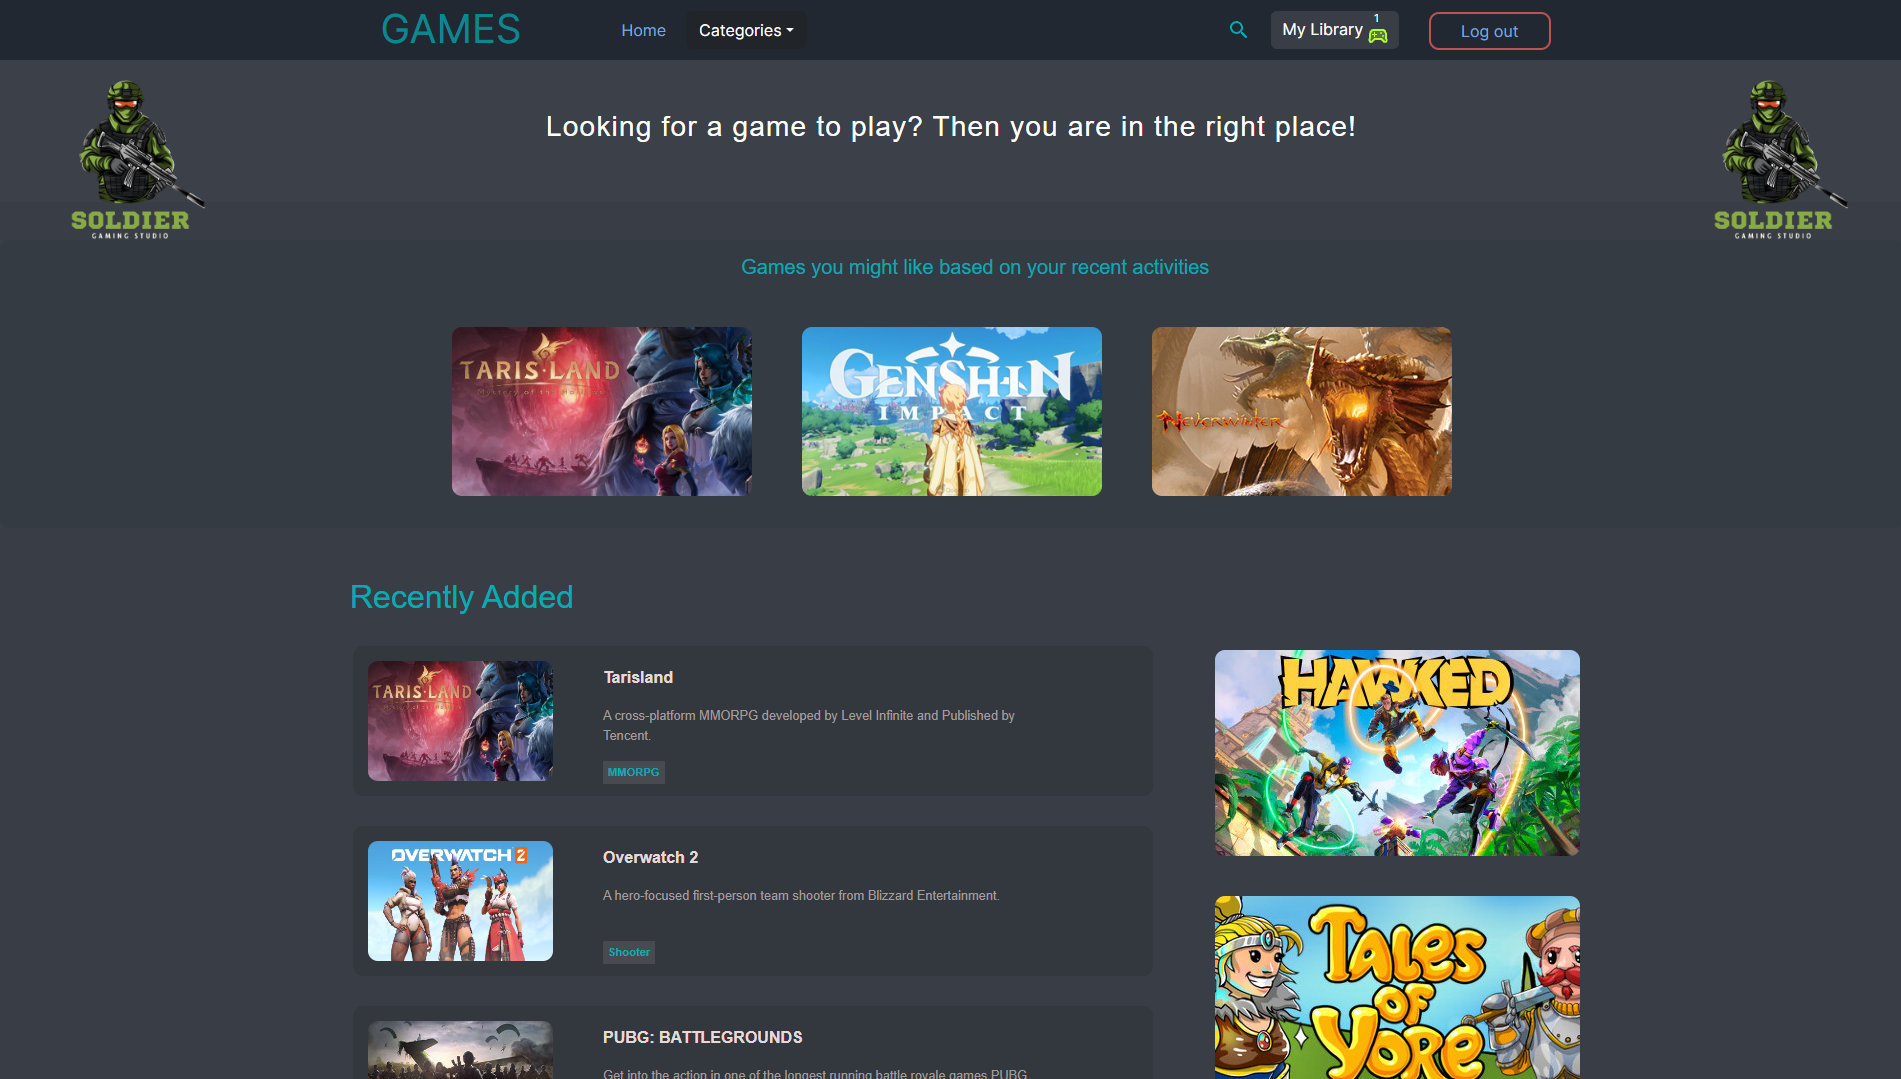 GAMES
Home
Categories
1
My Library
Log out
SOLDIER
GAMING STUDIO
Looking for a game to play? Then you are in the right place!
SOLDIER
GAMING STUDIO
Games you might like based on your recent activities
TARISLAND
GENSHIN
IMPACT
NEVERWINTER
Recently Added
TARISLAND
Tarisland
A cross-platform MMORPG developed by Level Infinite and Published by
Tencent.
MMORPG
HAWKED
OVERWATCH 2
Overwatch 2
A hero-focused first-person team shooter from Blizzard Entertainment.
Shooter
TALES
OF
YORE
PUBG: BATTLEGROUNDS
Get into the action in one of the longest running battle royale games PUBG